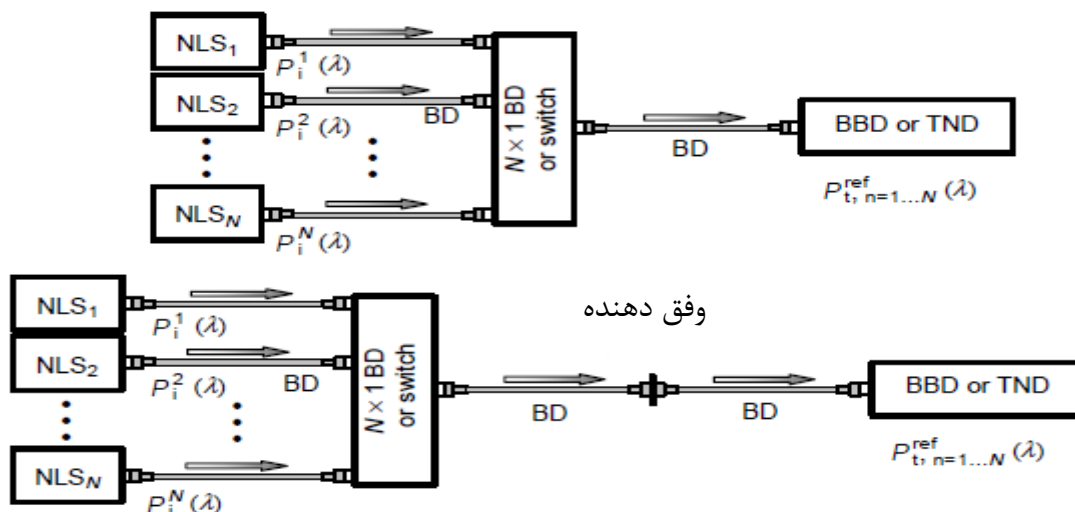 NLS1
P_i^1 (λ)
NLS2
P_i^2 (λ)
BD
NLSN
P_i^N (λ)
N × 1 BD
or switch
BD
BBD or TND
P_t, n=1...N^ref (λ)
NLS1
P_i^1 (λ)
NLS2
P_i^2 (λ)
BD
NLSN
P_i^N (λ)
N × 1 BD
or switch
وفق دهنده
BD
BD
BBD or TND
P_t, n=1...N^ref (λ)